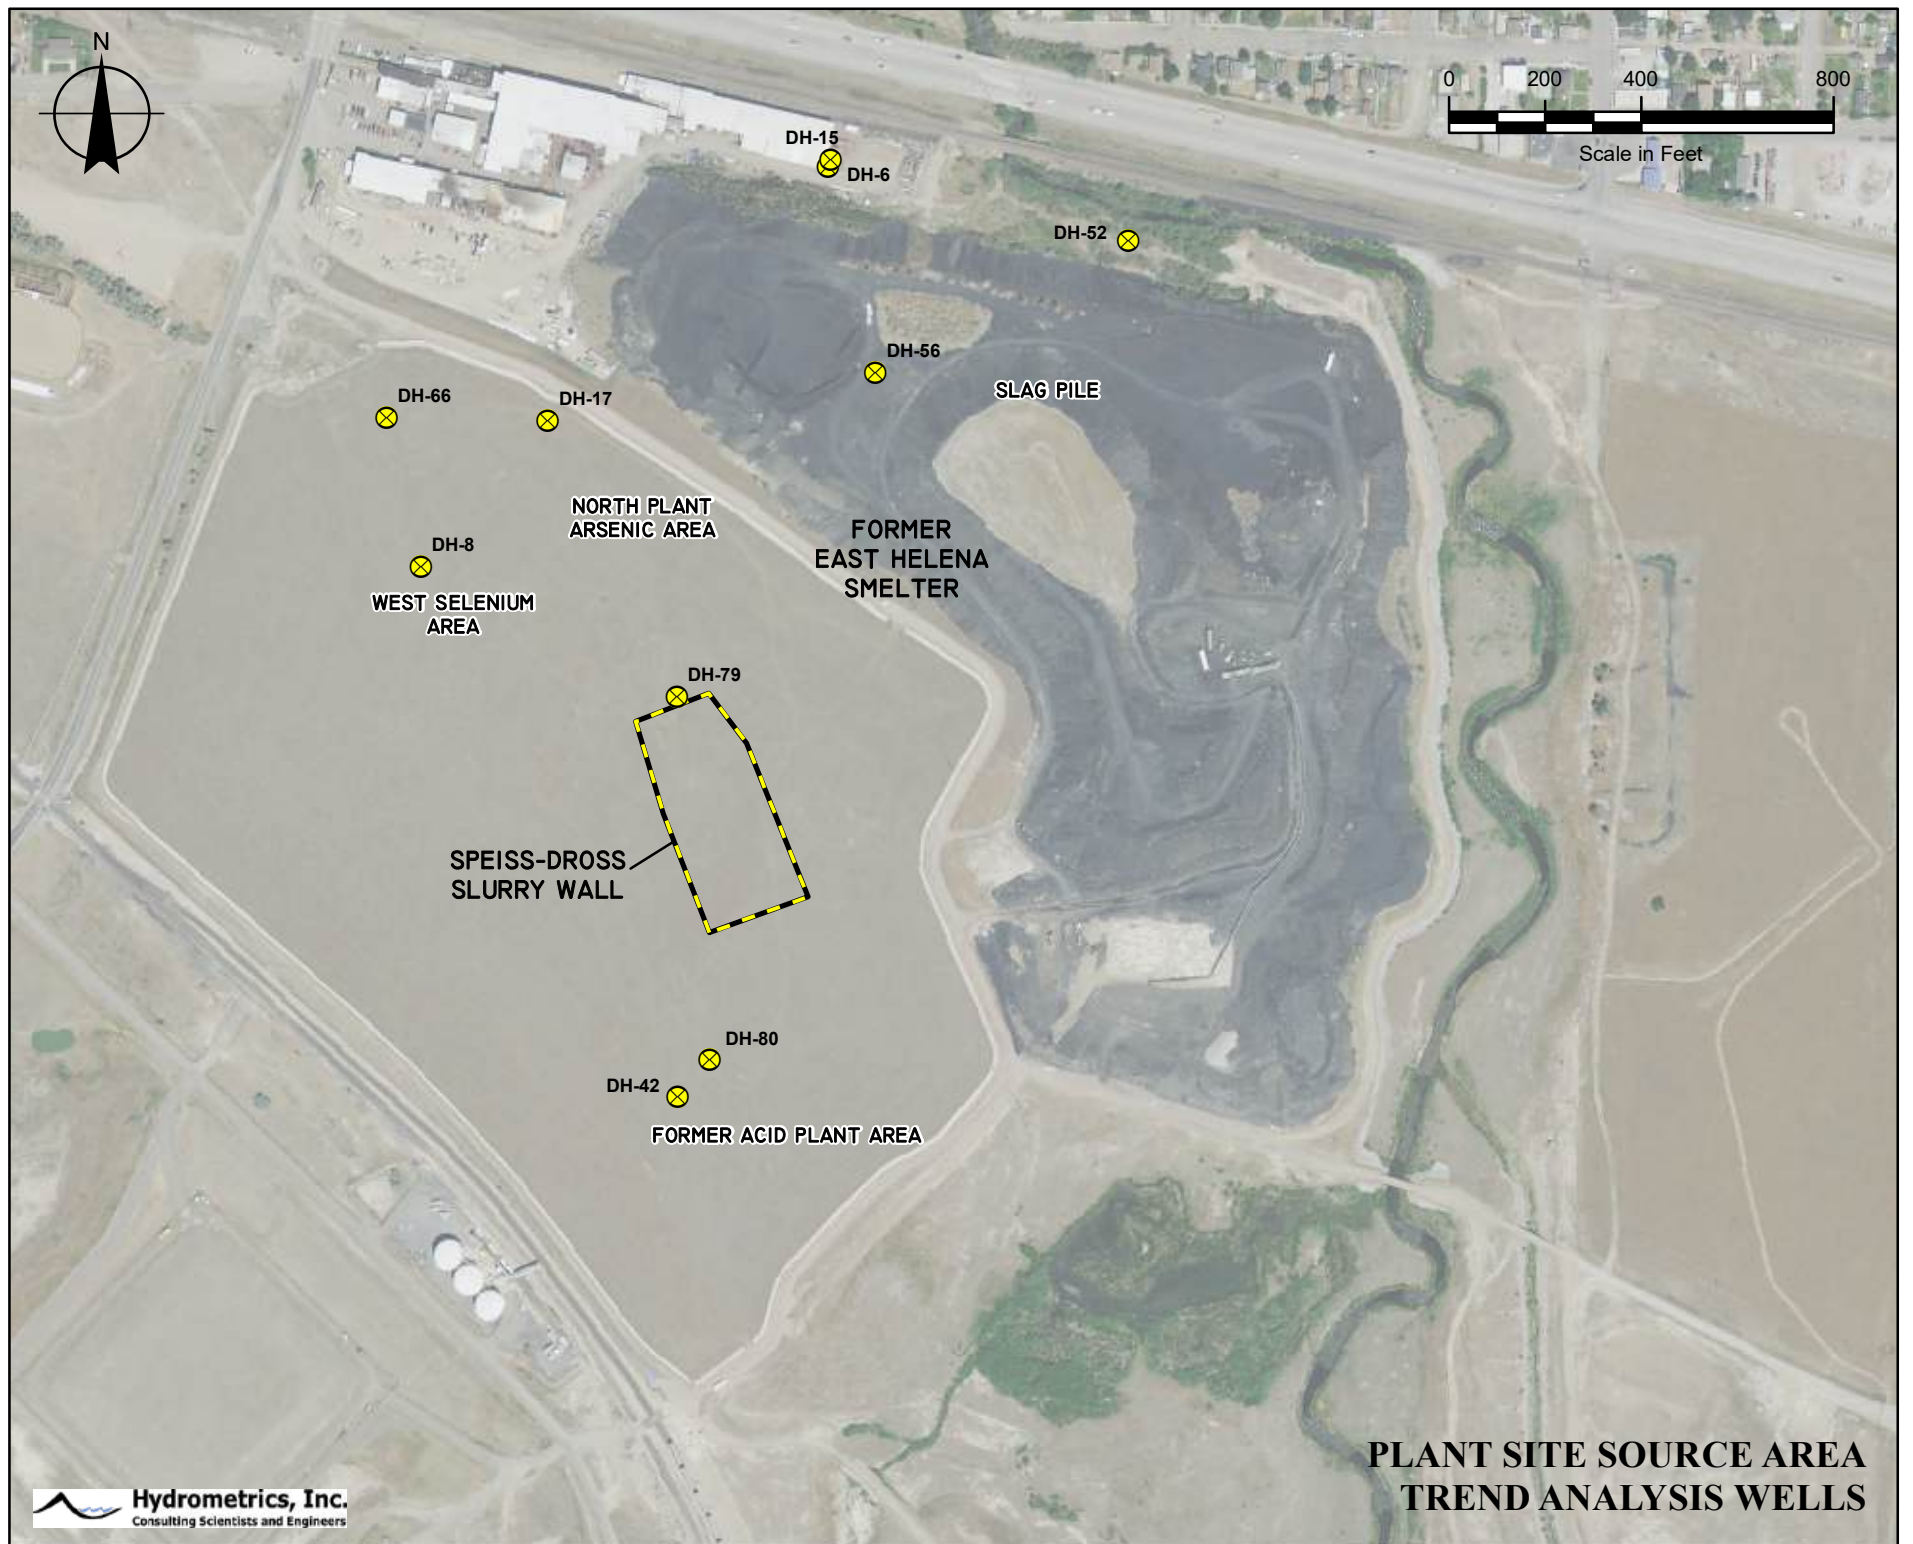 N
0 200 400 800
Scale in Feet
DH-15
DH-6
DH-52
DH-56
SLAG PILE
DH-66
DH-17
NORTH PLANT
ARSENIC AREA
FORMER
EAST HELENA
SMELTER
DH-8
WEST SELENIUM
AREA
DH-79
SPEISS-DROSS
SLURRY WALL
DH-80
DH-42
FORMER ACID PLANT AREA
PLANT SITE SOURCE AREA
TREND ANALYSIS WELLS
Hydrometrics, Inc.
Consulting Scientists and Engineers